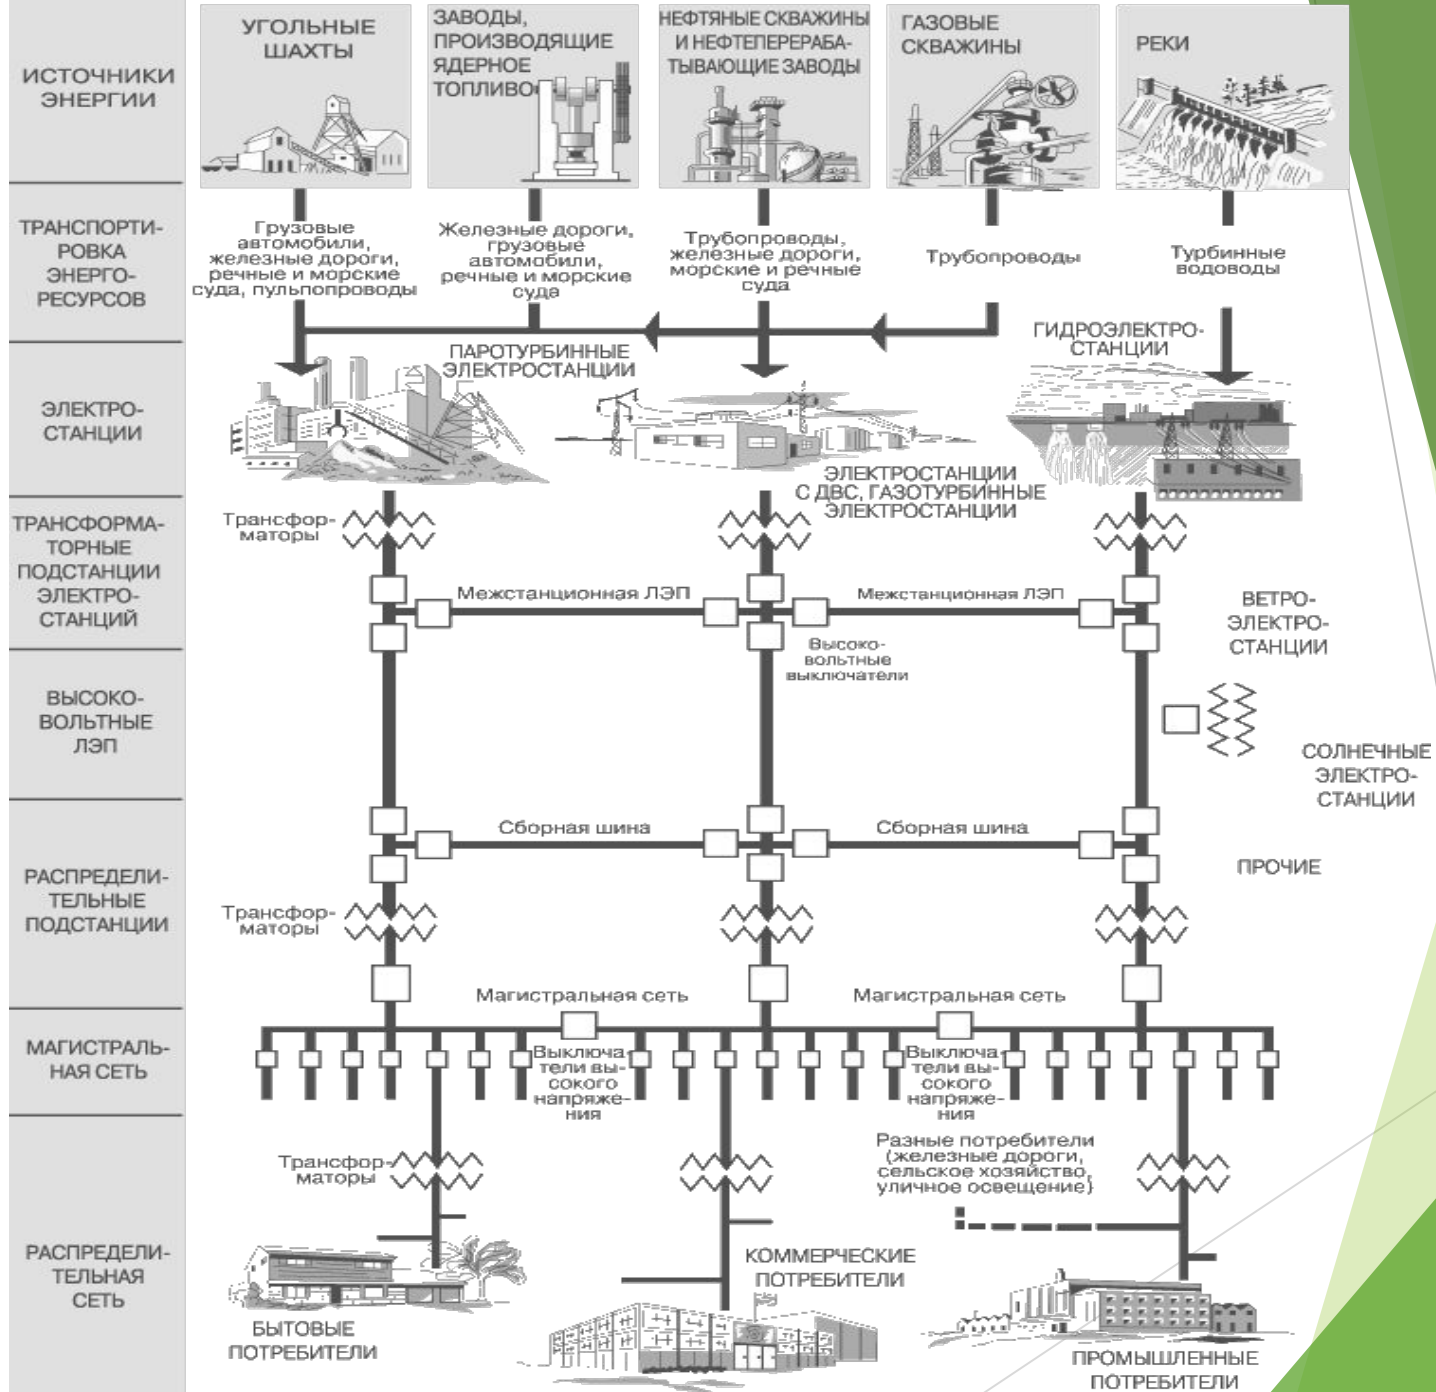 ИСТОЧНИКИ
ЭНЕРГИИ
УГОЛЬНЫЕ
ШАХТЫ
ЗАВОДЫ,
ПРОИЗВОДЯЩИЕ
ЯДЕРНОЕ
ТОПЛИВО
НЕФТЯНЫЕ СКВАЖИНЫ
И НЕФТЕПЕРЕРАБА-
ТЫВАЮЩИЕ ЗАВОДЫ
ГАЗОВЫЕ
СКВАЖИНЫ
РЕКИ
ТРАНСПОРТИ-
РОВКА
ЭНЕРГО-
РЕСУРСОВ
Грузовые
автомобили,
железные дороги,
речные и морские
суда, пульпопроводы
Железные дороги,
грузовые
автомобили,
речные и морские
суда
Трубопроводы,
железные дороги,
морские и речные
суда
Трубопроводы
Турбинные
водоводы
ЭЛЕКТРО-
СТАНЦИИ
ПАРОТУРБИННЫЕ
ЭЛЕКТРОСТАНЦИИ
ЭЛЕКТРОСТАНЦИИ
С ДВС, ГАЗОТУРБИННЫЕ
ЭЛЕКТРОСТАНЦИИ
ГИДРОЭЛЕКТРО-
СТАНЦИИ
ТРАНСФОРМА-
ТОРНЫЕ
ПОДСТАНЦИИ
ЭЛЕКТРО-
СТАНЦИЙ
Трансфор-
маторы
Межстанционная ЛЭП
Межстанционная ЛЭП
Высоко-
вольтные
выключатели
ВЕТРО-
ЭЛЕКТРО-
СТАНЦИИ
ВЫСОКО-
ВОЛЬТНЫЕ
ЛЭП
СОЛНЕЧНЫЕ
ЭЛЕКТРО-
СТАНЦИИ
РАСПРЕДЕЛИ-
ТЕЛЬНЫЕ
ПОДСТАНЦИИ
Сборная шина
Сборная шина
ПРОЧИЕ
Трансфор-
маторы
Магистральная сеть
Магистральная сеть
МАГИСТРАЛЬ-
НАЯ СЕТЬ
Выключа-
тели вы-
сокого
напряже-
ния
Выключа-
тели вы-
сокого
напряже-
ния
РАСПРЕДЕЛИ-
ТЕЛЬНАЯ
СЕТЬ
Трансфор-
маторы
Разные потребители
(железные дороги,
сельское хозяйство,
уличное освещение)
БЫТОВЫЕ
ПОТРЕБИТЕЛИ
КОММЕРЧЕСКИЕ
ПОТРЕБИТЕЛИ
ПРОМЫШЛЕННЫЕ
ПОТРЕБИТЕЛИ